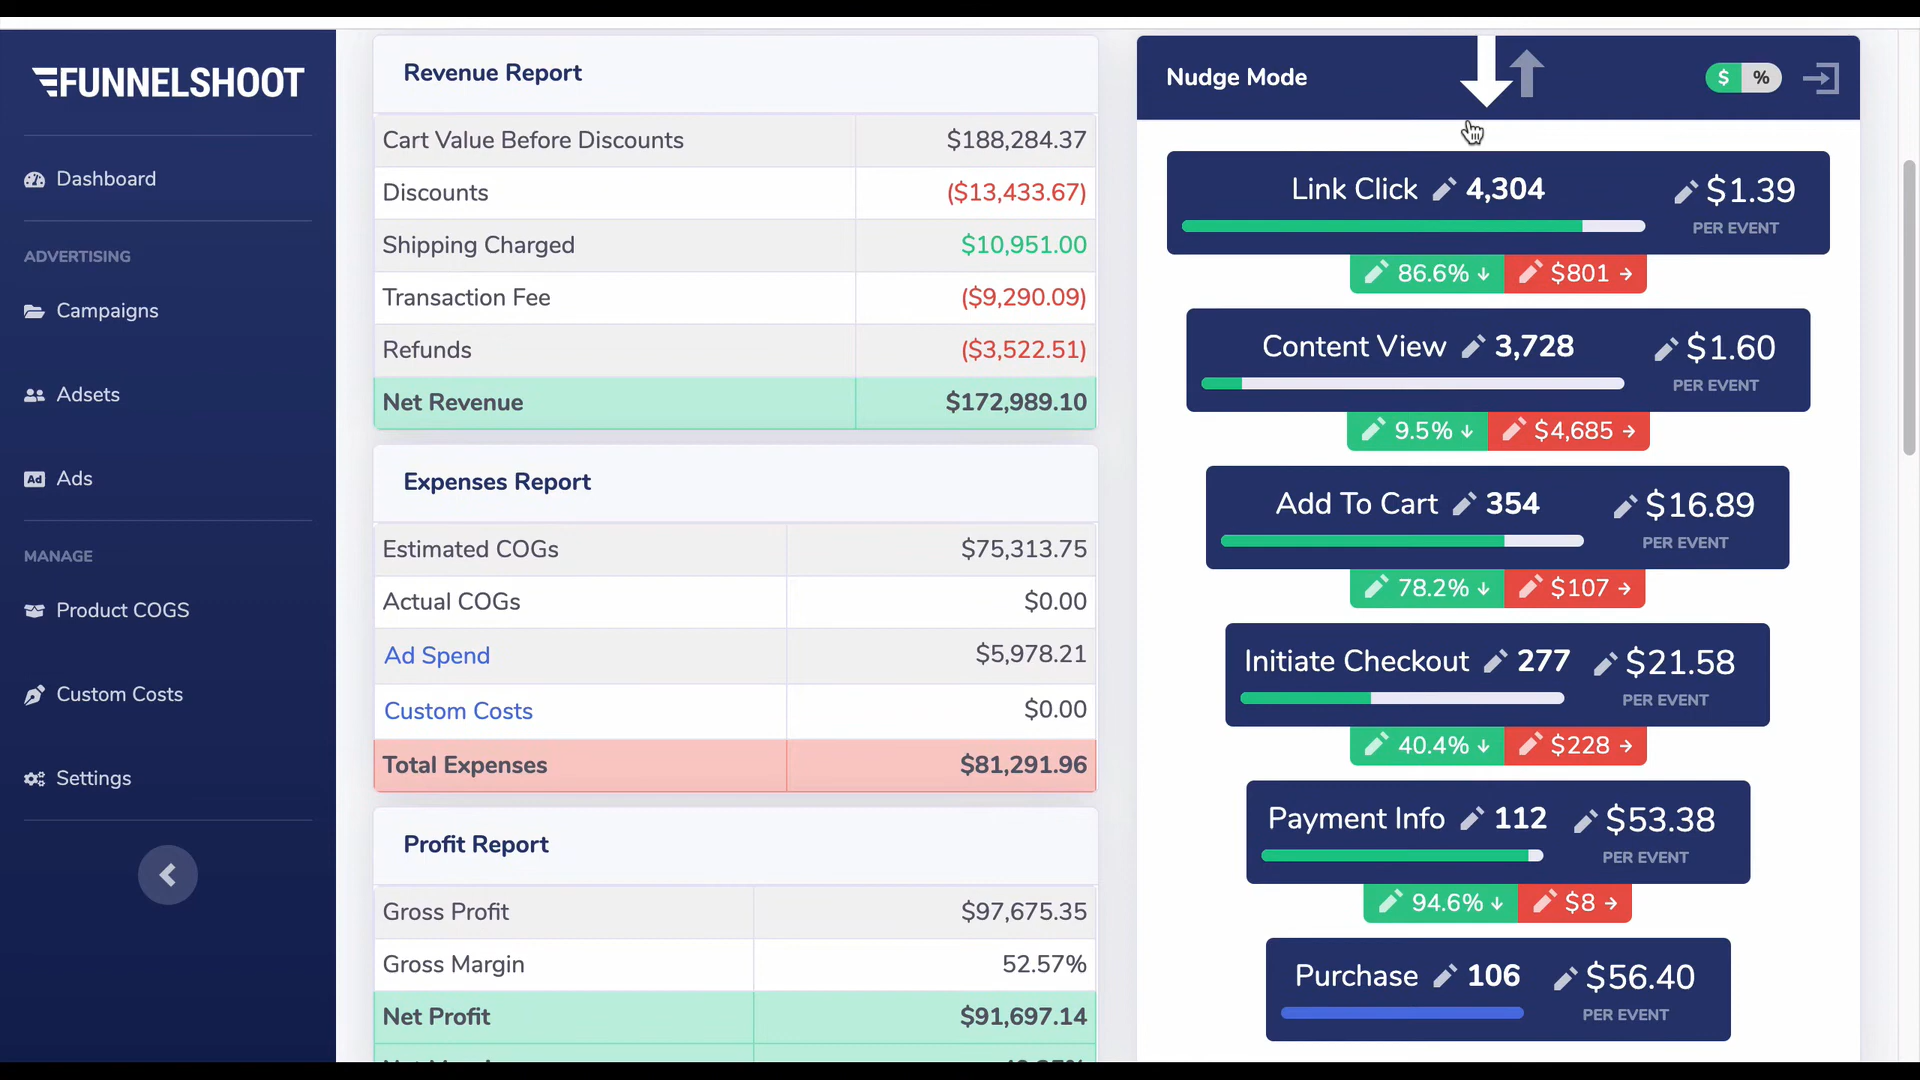 FUNNELSHOOT
Dashboard
ADVERTISING
Campaigns
Adsets
Ad Ads
MANAGE
Product COGS
Custom Costs
Settings
Revenue Report
Cart Value Before Discounts $188,284.37
Discounts ($13,433.67)
Shipping Charged $10,951.00
Transaction Fee ($9,290.09)
Refunds ($3,522.51)
Net Revenue $172,989.10
Expenses Report
Estimated COGs $75,313.75
Actual COGs $0.00
Ad Spend $5,978.21
Custom Costs $0.00
Total Expenses $81,291.96
Profit Report
Gross Profit $97,675.35
Gross Margin 52.57%
Net Profit $91,697.14
Nudge Mode $ %
Link Click 4,304 $1.39
PER EVENT
86.6% ↓ $801 →
Content View 3,728 $1.60
PER EVENT
9.5% ↓ $4,685 →
Add To Cart 354 $16.89
PER EVENT
78.2% ↓ $107 →
Initiate Checkout 277 $21.58
PER EVENT
40.4% ↓ $228 →
Payment Info 112 $53.38
PER EVENT
94.6% ↓ $8 →
Purchase 106 $56.40
PER EVENT